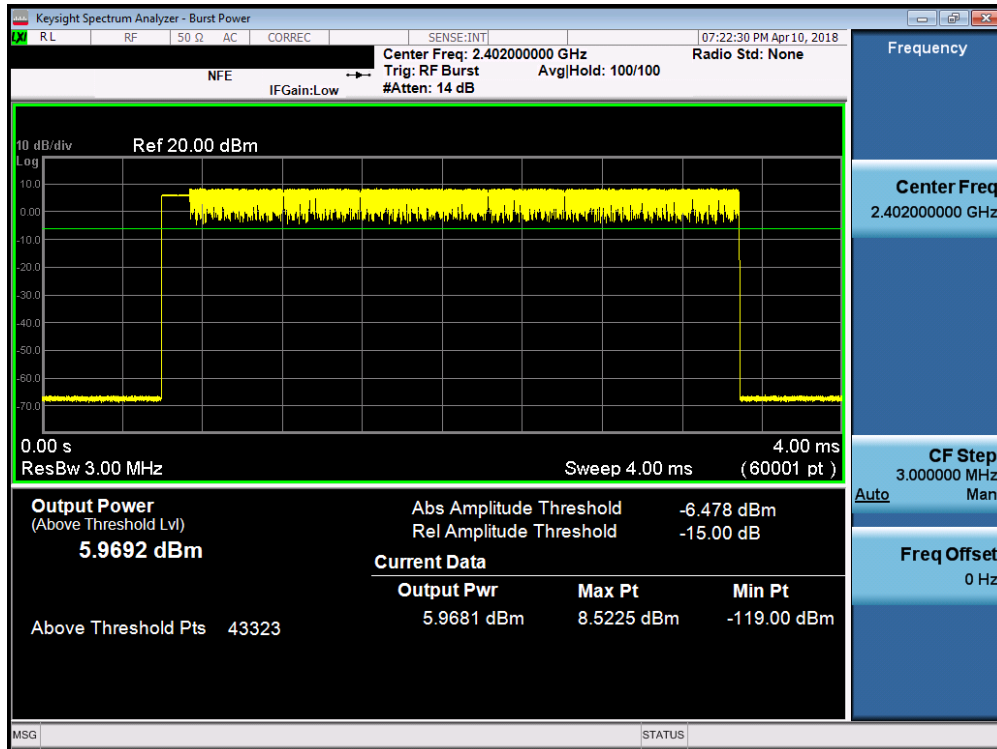 Keysight Spectrum Analyzer - Burst Power
LXI RL RF 50 Ω AC CORREC SENSE:INT 07:22:30 PM Apr 10, 2018
Center Freq: 2.402000000 GHz Radio Std: None
NFE Trig: RF Burst Avg|Hold: 100/100
IFGain:Low #Atten: 14 dB
10 dB/div Ref 20.00 dBm
Log
10.0
0.00
-10.0
-20.0
-30.0
-40.0
-50.0
-60.0
-70.0
0.00 s 4.00 ms
ResBw 3.00 MHz Sweep 4.00 ms (60001 pt)
Output Power
(Above Threshold Lvl)
5.9692 dBm
Above Threshold Pts 43323
Abs Amplitude Threshold -6.478 dBm
Rel Amplitude Threshold -15.00 dB
Current Data
Output Pwr Max Pt Min Pt
5.9681 dBm 8.5225 dBm -119.00 dBm
Frequency
Center Freq
2.402000000 GHz
CF Step
3.000000 MHz
Auto Man
Freq Offset
0 Hz
MSG STATUS